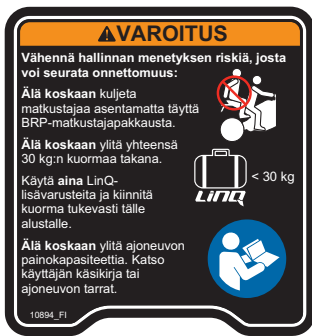 VAROITUS
Vähennä hallinnan menetyksen riskiä, josta
voi seurata onnettomuus:
Älä koskaan kuljeta
matkustajaa asentamatta täyttä
BRP-matkustajapakkausta.
Älä koskaan ylitä yhteensä
30 kg:n kuormaa takana.
< 30 kg
LinQ
Käytä aina LinQ-
lisävarusteita ja kiinnitä
kuorma tukevasti tälle
alustalle.
Älä koskaan ylitä ajoneuvon
painokapasiteettia. Katso
käyttäjän käsikirja tai
ajoneuvon tarrat.
10894_FI